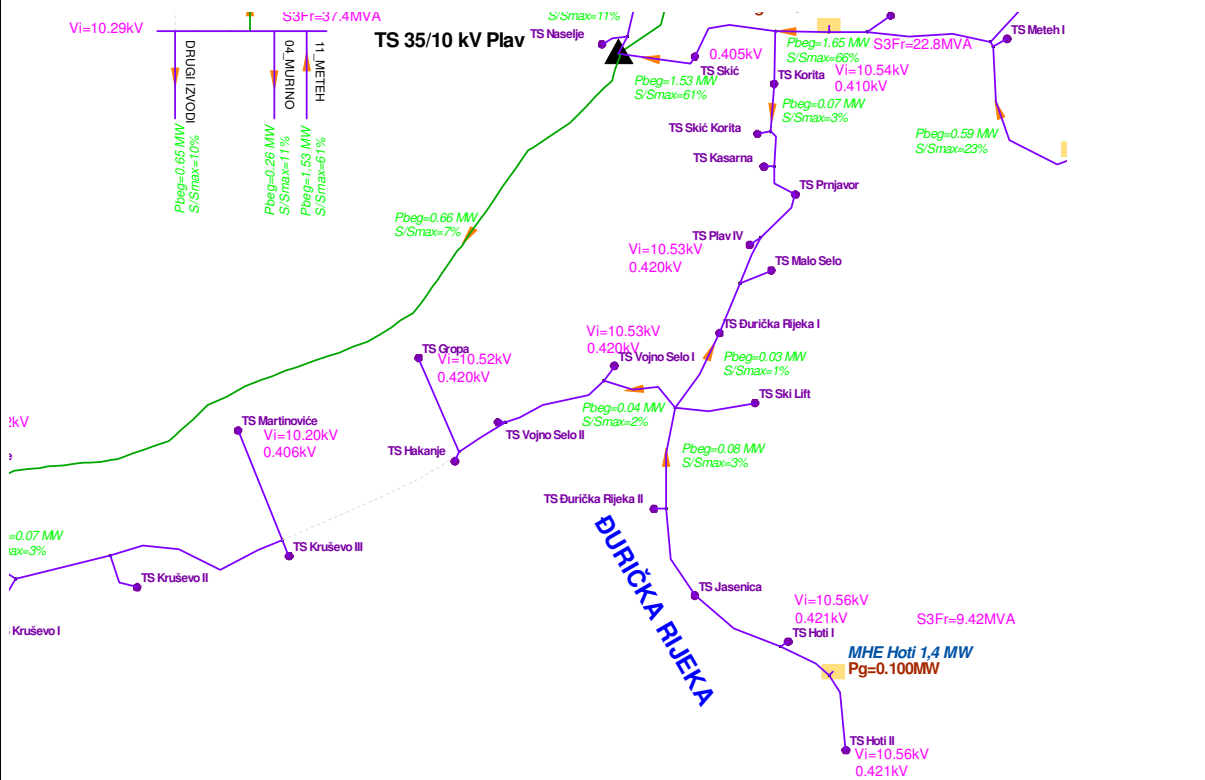 S3Fr=37.4MVA
Vi=10.29kV
DRUGI IZVODI
04_MURINO
11_METEH
Pbeg=0.65 MW
S/Smax=10%
Pbeg=0.26 MW
S/Smax=11%
Pbeg=1.53 MW
S/Smax=61%
TS 35/10 kV Plav
S/Smax=11%
TS Naselje
Pbeg=1.53 MW
S/Smax=61%
0.405kV
TS Skić
Pbeg=1.65 MW
S/Smax=66%
S3Fr=22.8MVA
TS Meteh I
TS Korita
Vi=10.54kV
0.410kV
Pbeg=0.07 MW
S/Smax=3%
Pbeg=0.59 MW
S/Smax=23%
TS Skić Korita
TS Kasarna
TS Prnjavor
Pbeg=0.66 MW
S/Smax=7%
TS Plav IV
Vi=10.53kV
0.420kV
TS Malo Selo
TS Đurička Rijeka I
Vi=10.53kV
0.420kV
TS Vojno Selo I
Pbeg=0.03 MW
S/Smax=1%
TS Gropa
Vi=10.52kV
0.420kV
TS Ski Lift
Pbeg=0.04 MW
S/Smax=2%
2kV
TS Martinoviće
Vi=10.20kV
0.406kV
TS Vojno Selo II
TS Hakanje
Pbeg=0.08 MW
S/Smax=3%
TS Đurička Rijeka II
ĐURIČKA RIJEKA
=0.07 MW
ax=3%
TS Kruševo III
TS Kruševo II
Kruševo I
TS Jasenica
Vi=10.56kV
0.421kV
S3Fr=9.42MVA
TS Hoti I
MHE Hoti 1,4 MW
Pg=0.100MW
TS Hoti II
Vi=10.56kV
0.421kV